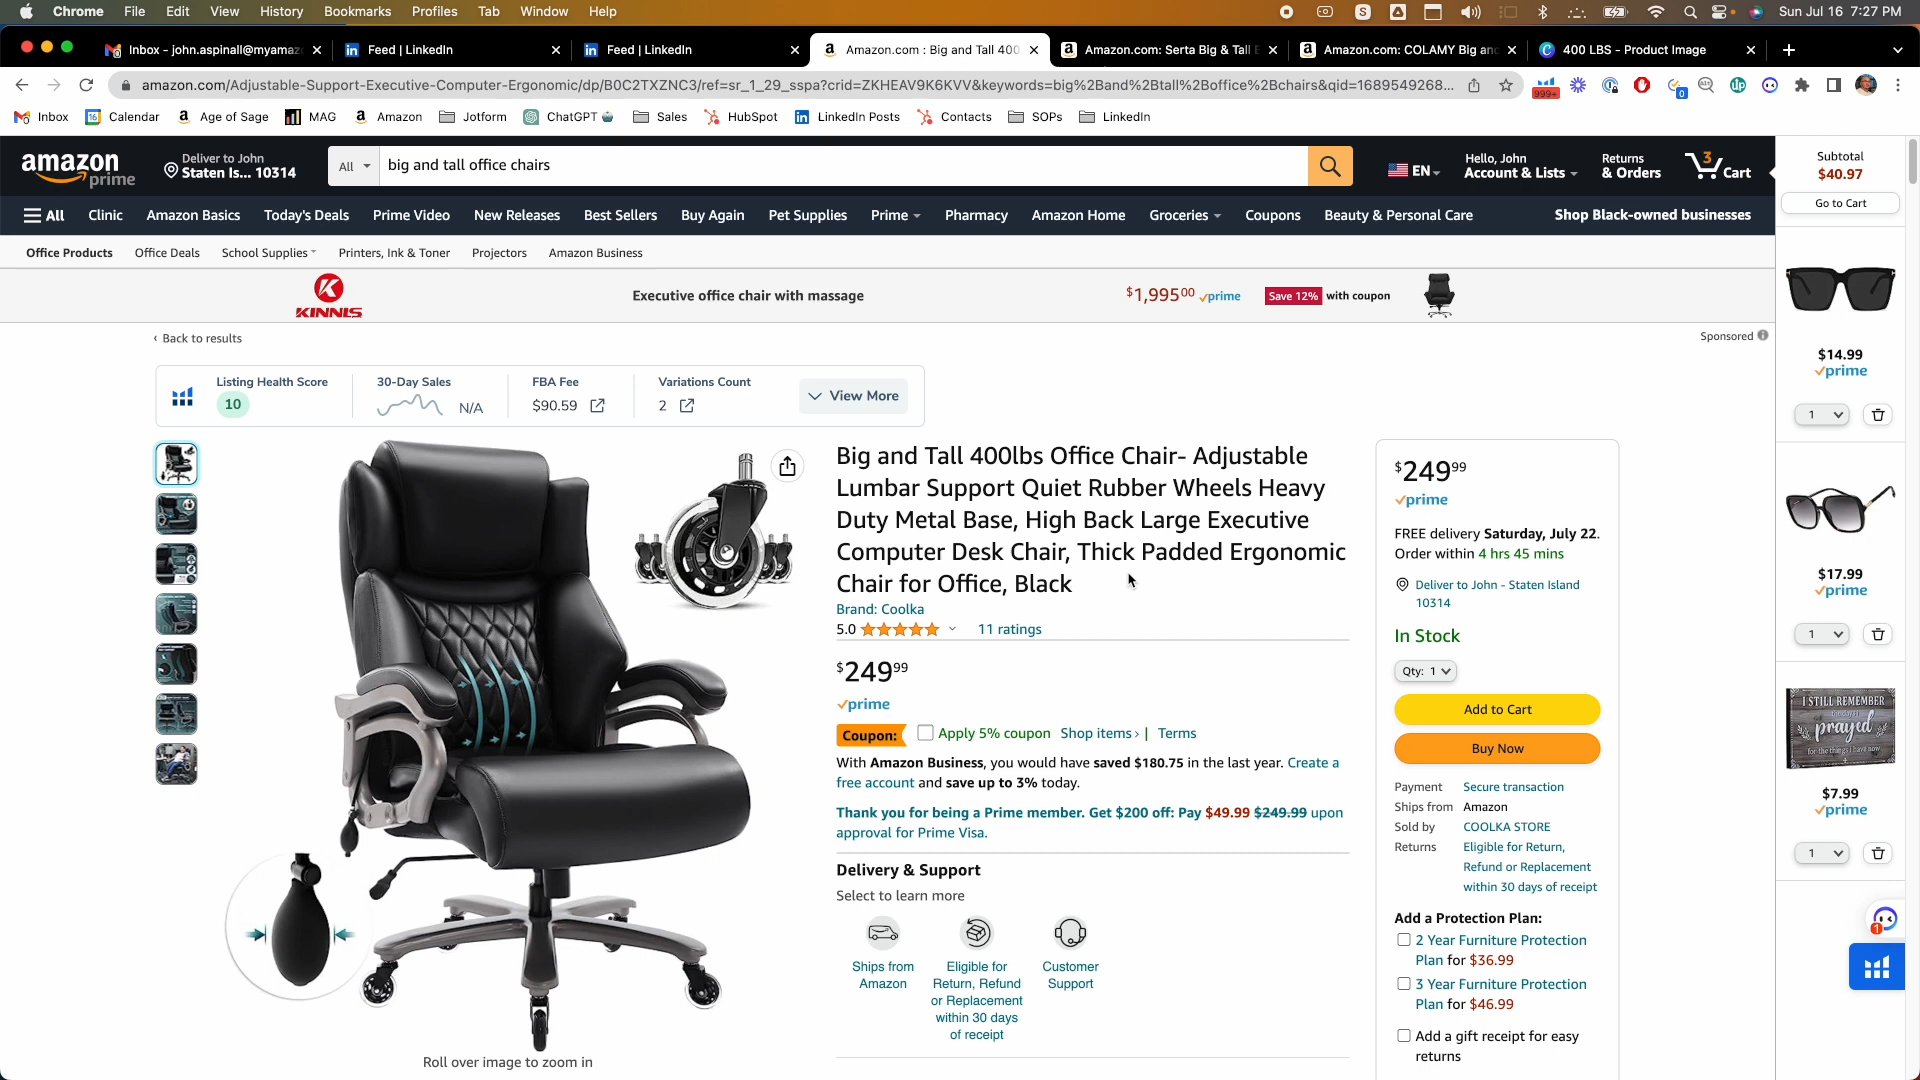 Chrome File Edit View History Bookmarks Profiles Tab Window Help
Sun Jul 16 7:27 PM
Inbox - john.aspinall@myamaz
Feed | LinkedIn
Feed | LinkedIn
Amazon.com : Big and Tall 400
Amazon.com: Serta Big & Tall E
Amazon.com: COLAMY Big an
400 LBS - Product Image
amazon.com/Adjustable-Support-Executive-Computer-Ergonomic/dp/B0C2TXZNC3/ref=sr_1_29_sspa?crid=ZKHEAV9K6KVV&keywords=big%2Band%2Btall%2Boffice%2Bchairs&qid=1689549268...
999+
0
Inbox Calendar Age of Sage MAG Amazon Jotform ChatGPT Sales HubSpot LinkedIn Posts Contacts SOPs LinkedIn
amazon prime
Deliver to John
Staten Is... 10314
All
big and tall office chairs
EN
Hello, John
Account & Lists
Returns
& Orders
3
Cart
All Clinic Amazon Basics Today's Deals Prime Video New Releases Best Sellers Buy Again Pet Supplies Prime Pharmacy Amazon Home Groceries Coupons Beauty & Personal Care
Shop Black-owned businesses
Office Products Office Deals School Supplies Printers, Ink & Toner Projectors Amazon Business
KINNLS
Executive office chair with massage
$1,995⁰⁰ prime
Save 12% with coupon
‹ Back to results
Sponsored
Listing Health Score
10
30-Day Sales
N/A
FBA Fee
$90.59
Variations Count
2
View More
Big and Tall 400lbs Office Chair- Adjustable
Lumbar Support Quiet Rubber Wheels Heavy
Duty Metal Base, High Back Large Executive
Computer Desk Chair, Thick Padded Ergonomic
Chair for Office, Black
Brand: Coolka
5.0
11 ratings
$249⁹⁹
prime
Coupon: Apply 5% coupon Shop items › | Terms
With Amazon Business, you would have saved $180.75 in the last year. Create a
free account and save up to 3% today.
Thank you for being a Prime member. Get $200 off: Pay $49.99 $249.99 upon
approval for Prime Visa.
Delivery & Support
Select to learn more
Ships from
Amazon
Eligible for
Return, Refund
or Replacement
within 30 days
of receipt
Customer
Support
Roll over image to zoom in
$249⁹⁹
prime
FREE delivery Saturday, July 22.
Order within 4 hrs 45 mins
Deliver to John - Staten Island
10314
In Stock
Qty: 1
Add to Cart
Buy Now
Payment Secure transaction
Ships from Amazon
Sold by COOLKA STORE
Returns Eligible for Return,
Refund or Replacement
within 30 days of receipt
Add a Protection Plan:
2 Year Furniture Protection
Plan for $36.99
3 Year Furniture Protection
Plan for $46.99
Add a gift receipt for easy
returns
Subtotal
$40.97
Go to Cart
$14.99
prime
1
$17.99
prime
1
I STILL REMEMBER
prayed
for the things i have now
$7.99
prime
1
1